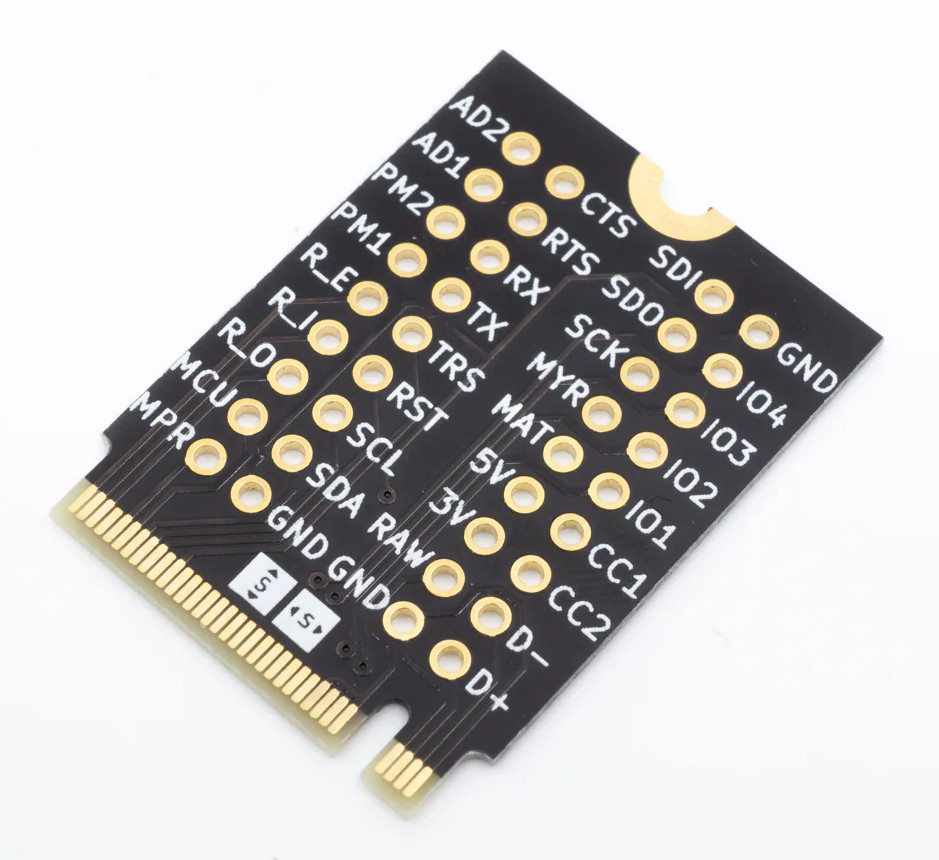 AD2
AD1
PM2
PM1
R_E
R_I
R_O
MCU
MPR
CTS
RTS
RX
TX
TRS
RST
SCL
SDA
GND
SDI
SDO
SCK
MYR
MAT
5V
3V
RAW
GND
GND
IO4
IO3
IO2
IO1
CC1
CC2
D-
D+
S
S